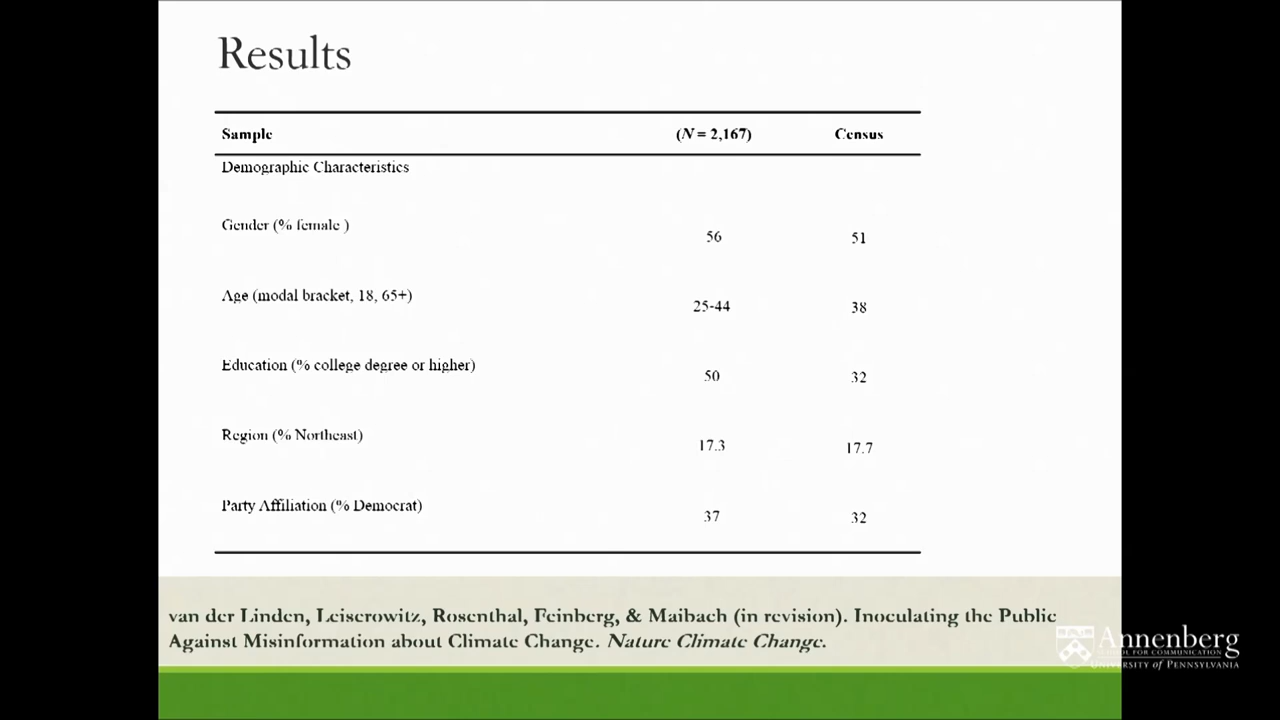 Results
Sample (N = 2,167) Census
Demographic Characteristics
Gender (% female )
56 51
Age (modal bracket, 18, 65+)
25-44 38
Education (% college degree or higher)
50 32
Region (% Northeast)
17.3 17.7
Party Affiliation (% Democrat)
37 32
van der Linden, Leiserowitz, Rosenthal, Feinberg, & Maibach (in revision). Inoculating the Public
Against Misinformation about Climate Change. Nature Climate Change.
Annenberg
SCHOOL FOR COMMUNICATION
UNIVERSITY of PENNSYLVANIA